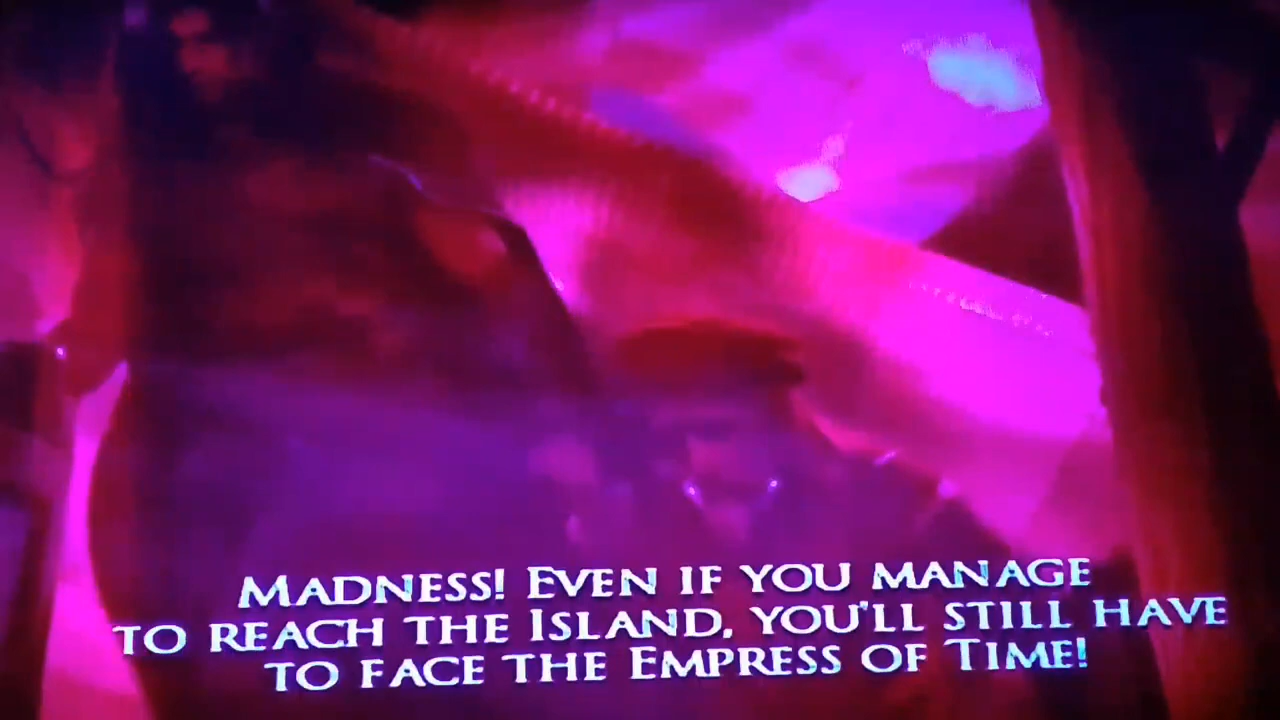 MADNESS! EVEN IF YOU MANAGE
TO REACH THE ISLAND, YOU'LL STILL HAVE
TO FACE THE EMPRESS OF TIME!